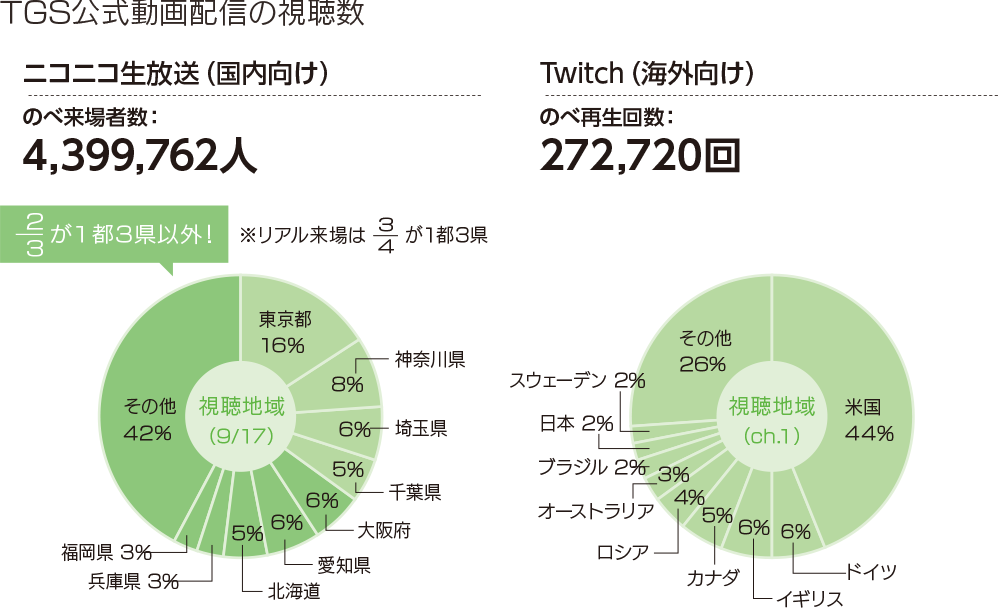 TGS公式動画配信の視聴数
ニコニコ生放送（国内向け）
のべ来場者数：
4,399,762人
2/3が1都3県以外！
※リアル来場は 3/4 が1都3県
視聴地域
（9/17）
東京都
16%
神奈川県
8%
埼玉県
6%
千葉県
5%
大阪府
6%
愛知県
6%
北海道
5%
兵庫県 3%
福岡県 3%
その他
42%
Twitch（海外向け）
のべ再生回数：
272,720回
視聴地域
（ch.1）
米国
44%
ドイツ
6%
イギリス
6%
カナダ
5%
ロシア
4%
オーストラリア
3%
ブラジル 2%
日本 2%
スウェーデン 2%
その他
26%